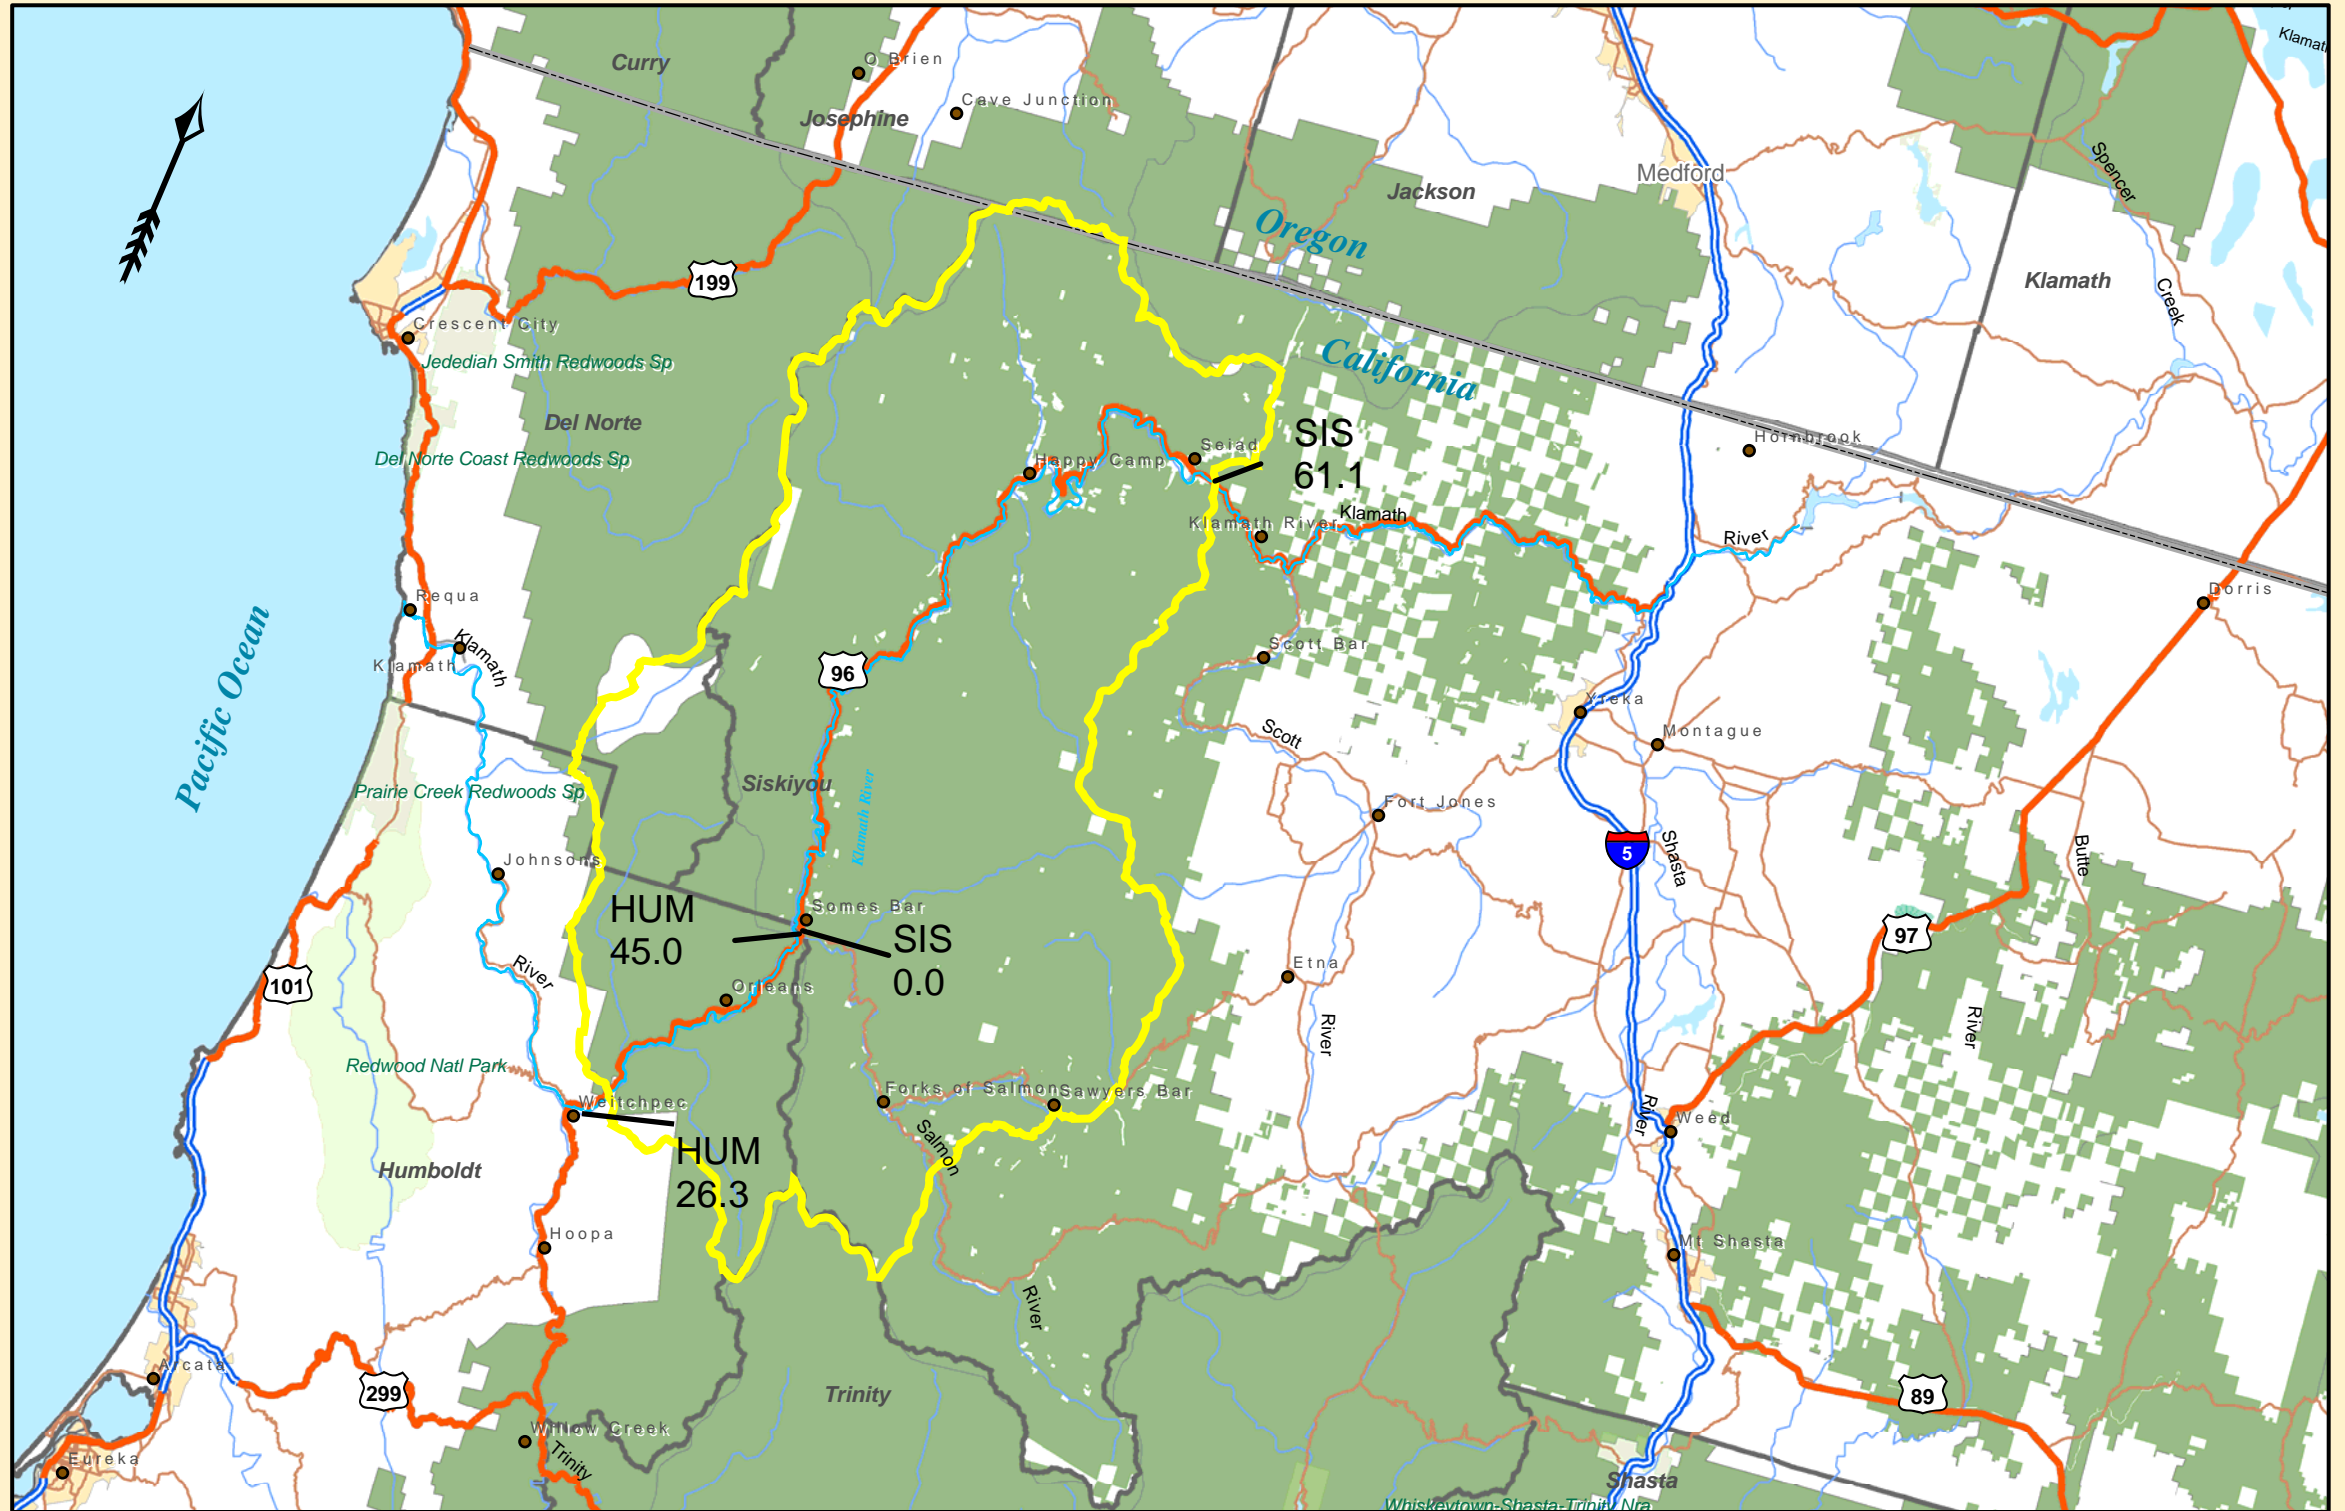 Curry
O Brien
Cave Junction
Josephine
Klamat
Spencer
Medford
Jackson
Oregon
Klamath
Creek
199
Crescent City
Jedediah Smith Redwoods Sp
California
Del Norte
Del Norte Coast Redwoods Sp
Happy Camp
Seiad
SIS
61.1
Hornbrook
Klamath River
Klamath
River
Requa
Klamath
Klamath
Dorris
Scott Bar
96
Pacific Ocean
Yreka
Montague
Scott
Siskiyou
Prairie Creek Redwoods Sp
Klamath River
Fort Jones
5
Shasta
Butte
Johnsons
HUM
45.0
Somes Bar
SIS
0.0
97
River
101
Orleans
Etna
River
River
Redwood Natl Park
Weitchpec
Forks of Salmon
Sawyers Bar
River
Weed
Salmon
HUM
26.3
Humboldt
Hoopa
Mt Shasta
River
Arcata
299
Trinity
89
Willow Creek
Trinity
Eureka
Shasta
Whiskeytown-Shasta-Trinity Nra